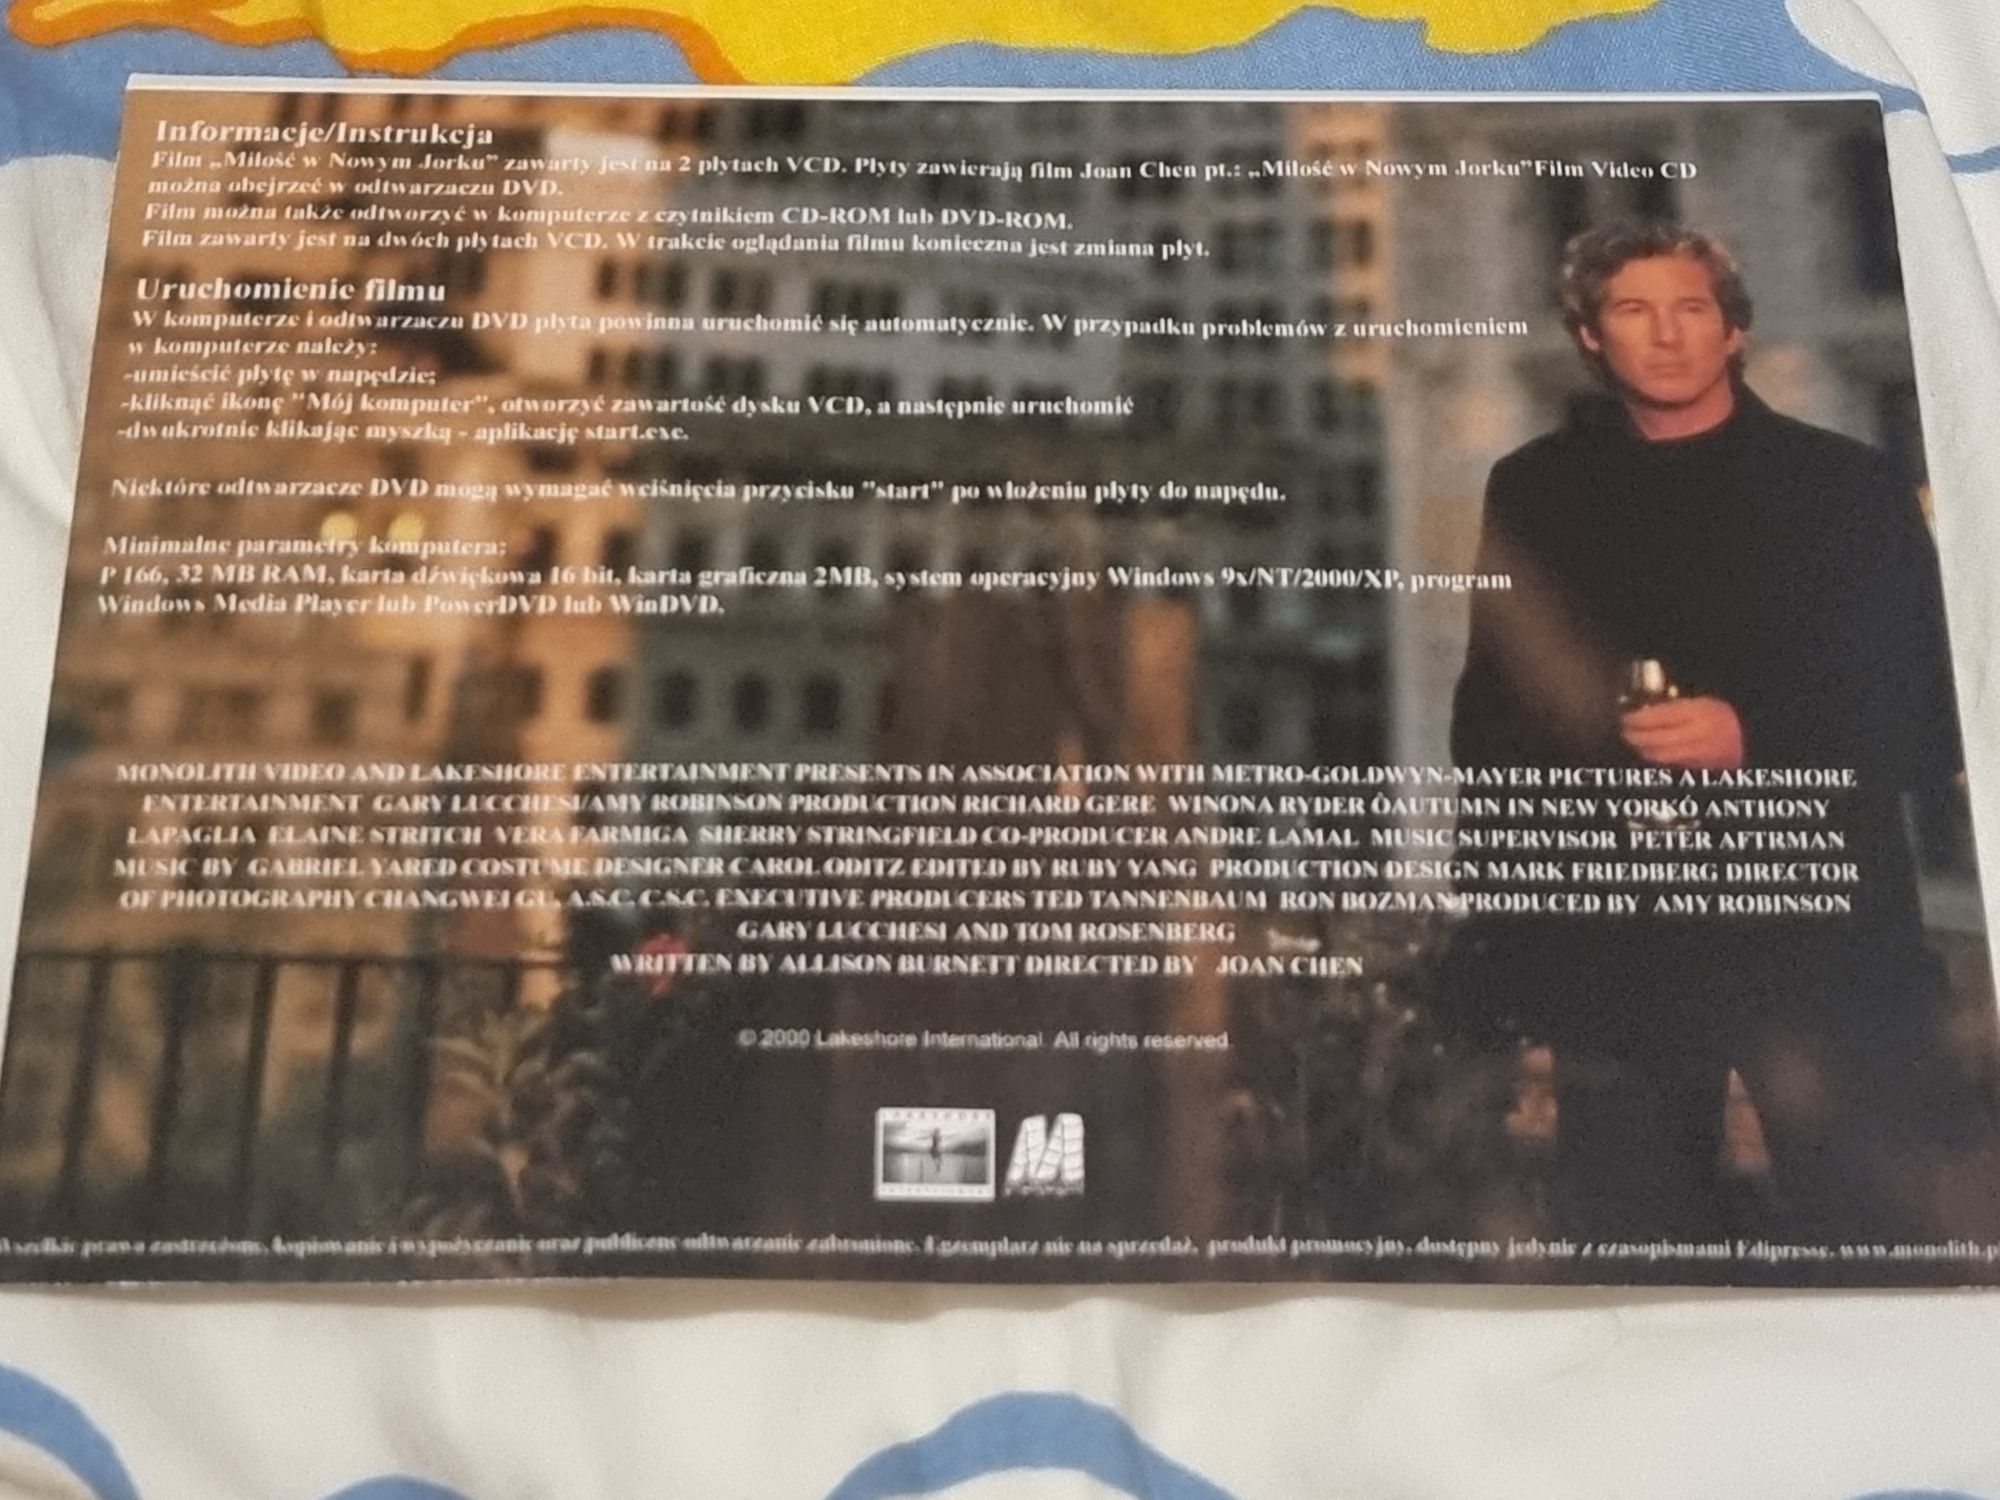 Informacje/Instrukcja
Film „Miłość w Nowym Jorku” zawarty jest na 2 płytach VCD. Płyty zawierają film Joan Chen pt.: „Miłość w Nowym Jorku”Film Video CD
można obejrzeć w odtwarzaczu DVD.
Film można także odtworzyć w komputerze z czytnikiem CD-ROM lub DVD-ROM.
Film zawarty jest na dwóch płytach VCD. W trakcie oglądania filmu konieczna jest zmiana płyt.
Uruchomienie filmu
W komputerze i odtwarzaczu DVD płyta powinna uruchomić się automatycznie. W przypadku problemów z uruchomieniem
w komputerze należy:
-umieścić płytę w napędzie;
-kliknąć ikonę "Mój komputer", otworzyć zawartość dysku VCD, a następnie uruchomić
-dwukrotnie klikając myszką - aplikację start.exe.
Niektóre odtwarzacze DVD mogą wymagać wciśnięcia przycisku "start" po włożeniu płyty do napędu.
Minimalne parametry komputera:
P 166, 32 MB RAM, karta dźwiękowa 16 bit, karta graficzna 2MB, system operacyjny Windows 9x/NT/2000/XP, program
Windows Media Player lub PowerDVD lub WinDVD.
MONOLITH VIDEO AND LAKESHORE ENTERTAINMENT PRESENTS IN ASSOCIATION WITH METRO-GOLDWYN-MAYER PICTURES A LAKESHORE
ENTERTAINMENT GARY LUCCHESI/AMY ROBINSON PRODUCTION RICHARD GERE WINONA RYDER ÔAUTUMN IN NEW YORKÓ ANTHONY
LAPAGLIA ELAINE STRITCH VERA FARMIGA SHERRY STRINGFIELD CO-PRODUCER ANDRE LAMAL MUSIC SUPERVISOR PETER AFTRMAN
MUSIC BY GABRIEL YARED COSTUME DESIGNER CAROL ODITZ EDITED BY RUBY YANG PRODUCTION DESIGN MARK FRIEDBERG DIRECTOR
OF PHOTOGRAPHY CHANGWEI GU, A.S.C. C.S.C. EXECUTIVE PRODUCERS TED TANNENBAUM RON BOZMAN PRODUCED BY AMY ROBINSON
GARY LUCCHESI AND TOM ROSENBERG
WRITTEN BY ALLISON BURNETT DIRECTED BY JOAN CHEN
© 2000 Lakeshore International. All rights reserved.
Wszelkie prawa zastrzeżone, kopiowanie i wypożyczanie oraz publiczne odtwarzanie zabronione. Egzemplarz nie na sprzedaż, produkt promocyjny, dostępny jedynie z czasopismami Edipresse. www.monolith.p